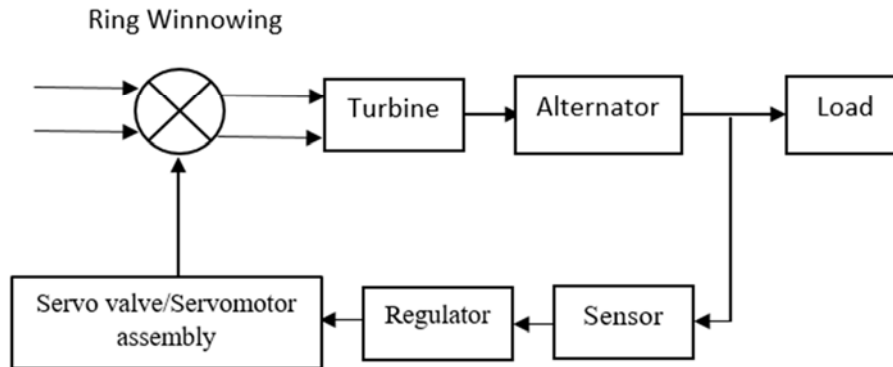 Ring Winnowing
Turbine
Alternator
Load
Servo valve/Servomotor
assembly
Regulator
Sensor